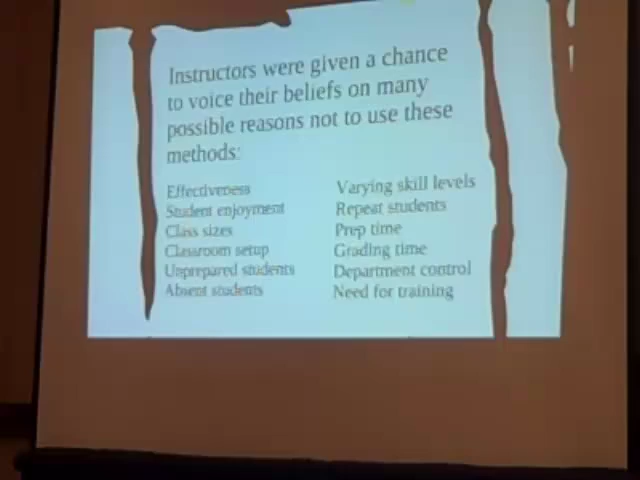 Instructors were given a chance
to voice their beliefs on many
possible reasons not to use these
methods:
Effectiveness
Student enjoyment
Class sizes
Classroom setup
Unprepared students
Absent students
Varying skill levels
Repeat students
Prep time
Grading time
Department control
Need for training